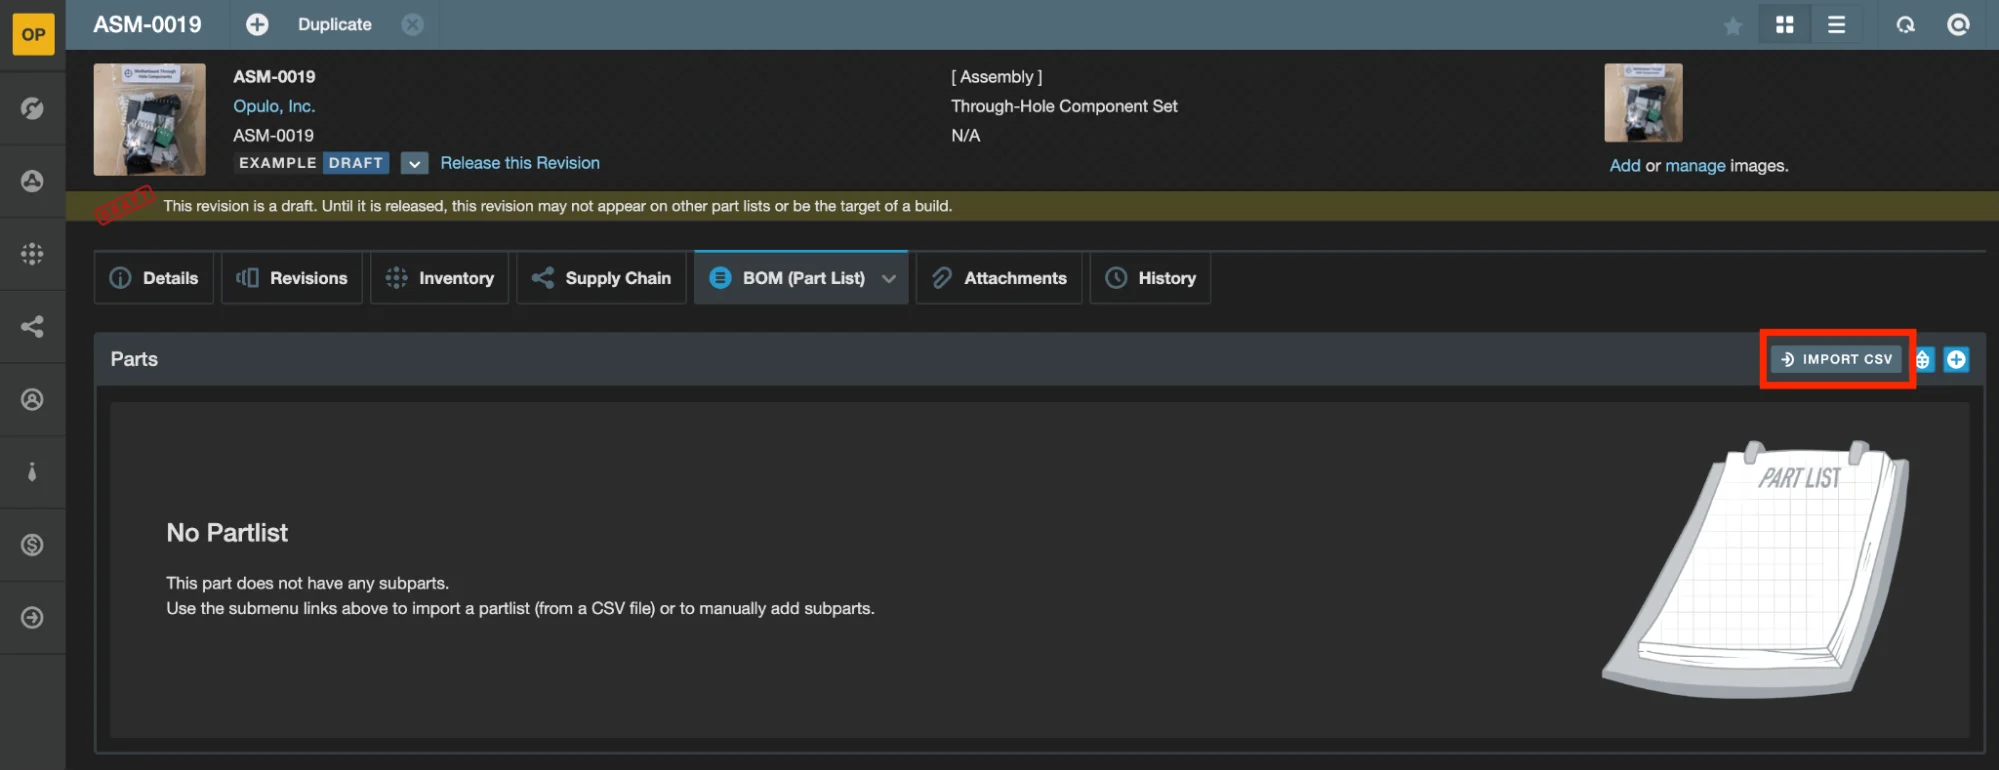 OP
ASM-0019
Duplicate
ASM-0019
Opulo, Inc.
ASM-0019
EXAMPLE DRAFT
Release this Revision
[ Assembly ]
Through-Hole Component Set
N/A
Motherboard Through
Hole Components
Add or manage images.
This revision is a draft. Until it is released, this revision may not appear on other part lists or be the target of a build.
Details
Revisions
Inventory
Supply Chain
BOM (Part List)
Attachments
History
Parts
IMPORT CSV
No Partlist
This part does not have any subparts.
Use the submenu links above to import a partlist (from a CSV file) or to manually add subparts.
PART LIST